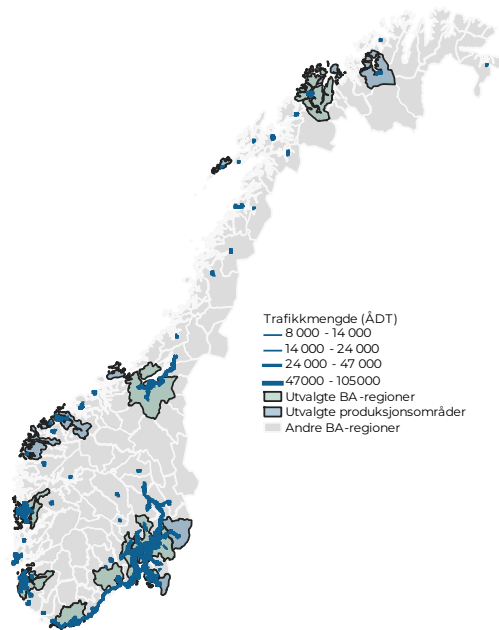 Trafikkmengde (ÅDT)
8 000 - 14 000
14 000 - 24 000
24 000 - 47 000
47000 - 105000
Utvalgte BA-regioner
Utvalgte produksjonsområder
Andre BA-regioner